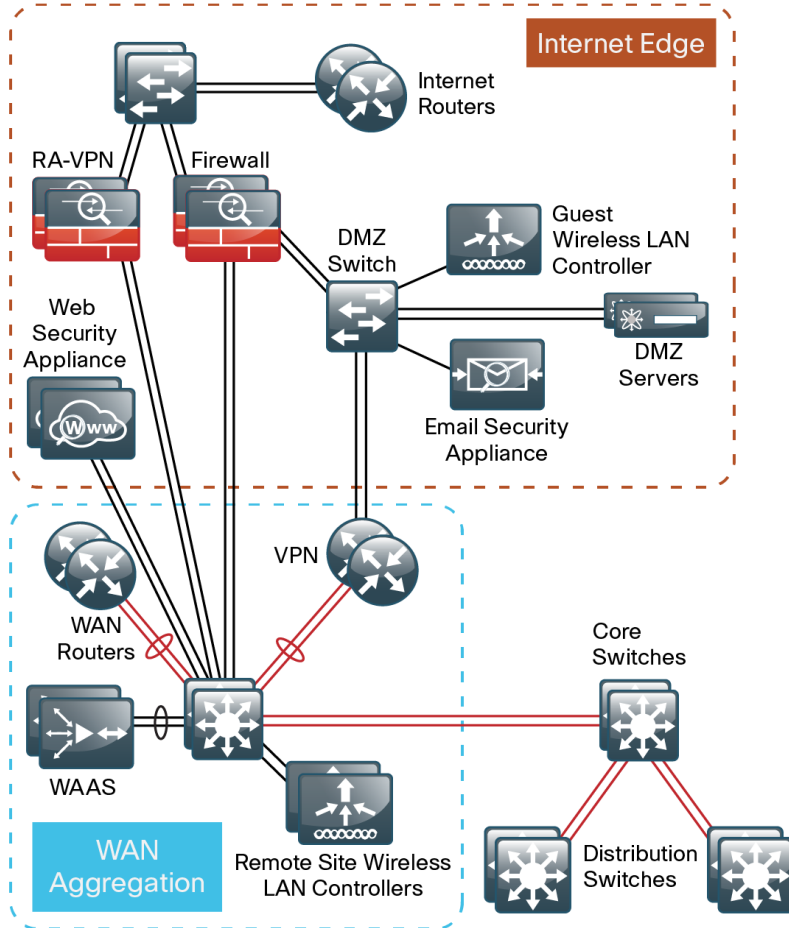 Internet Edge
Internet
Routers
RA-VPN
Firewall
Guest
Wireless LAN
Controller
DMZ
Switch
Web
Security
Appliance
Www
DMZ
Servers
Email Security
Appliance
VPN
WAN
Routers
Core
Switches
WAAS
WAN
Aggregation
Remote Site Wireless
LAN Controllers
Distribution
Switches